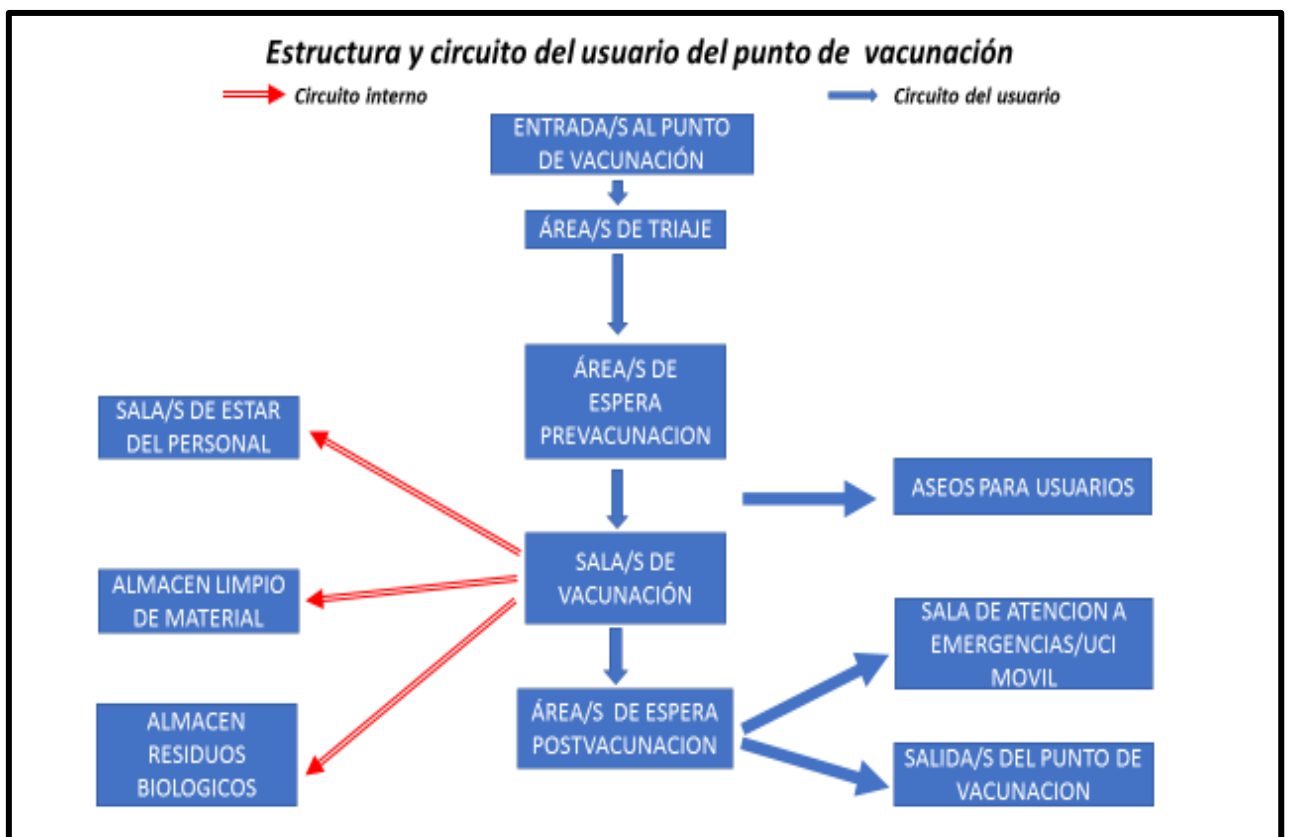 Estructura y circuito del usuario del punto de vacunación
Circuito interno
Circuito del usuario
ENTRADA/S AL PUNTO
DE VACUNACIÓN
ÁREA/S DE TRIAJE
ÁREA/S DE
ESPERA
PREVACUNACION
SALA/S DE ESTAR
DEL PERSONAL
ASEOS PARA USUARIOS
SALA/S DE
VACUNACIÓN
ALMACEN LIMPIO
DE MATERIAL
SALA DE ATENCION A
EMERGENCIAS/UCI
MOVIL
ÁREA/S DE ESPERA
POSTVACUNACION
ALMACEN
RESIDUOS
BIOLOGICOS
SALIDA/S DEL PUNTO DE
VACUNACION